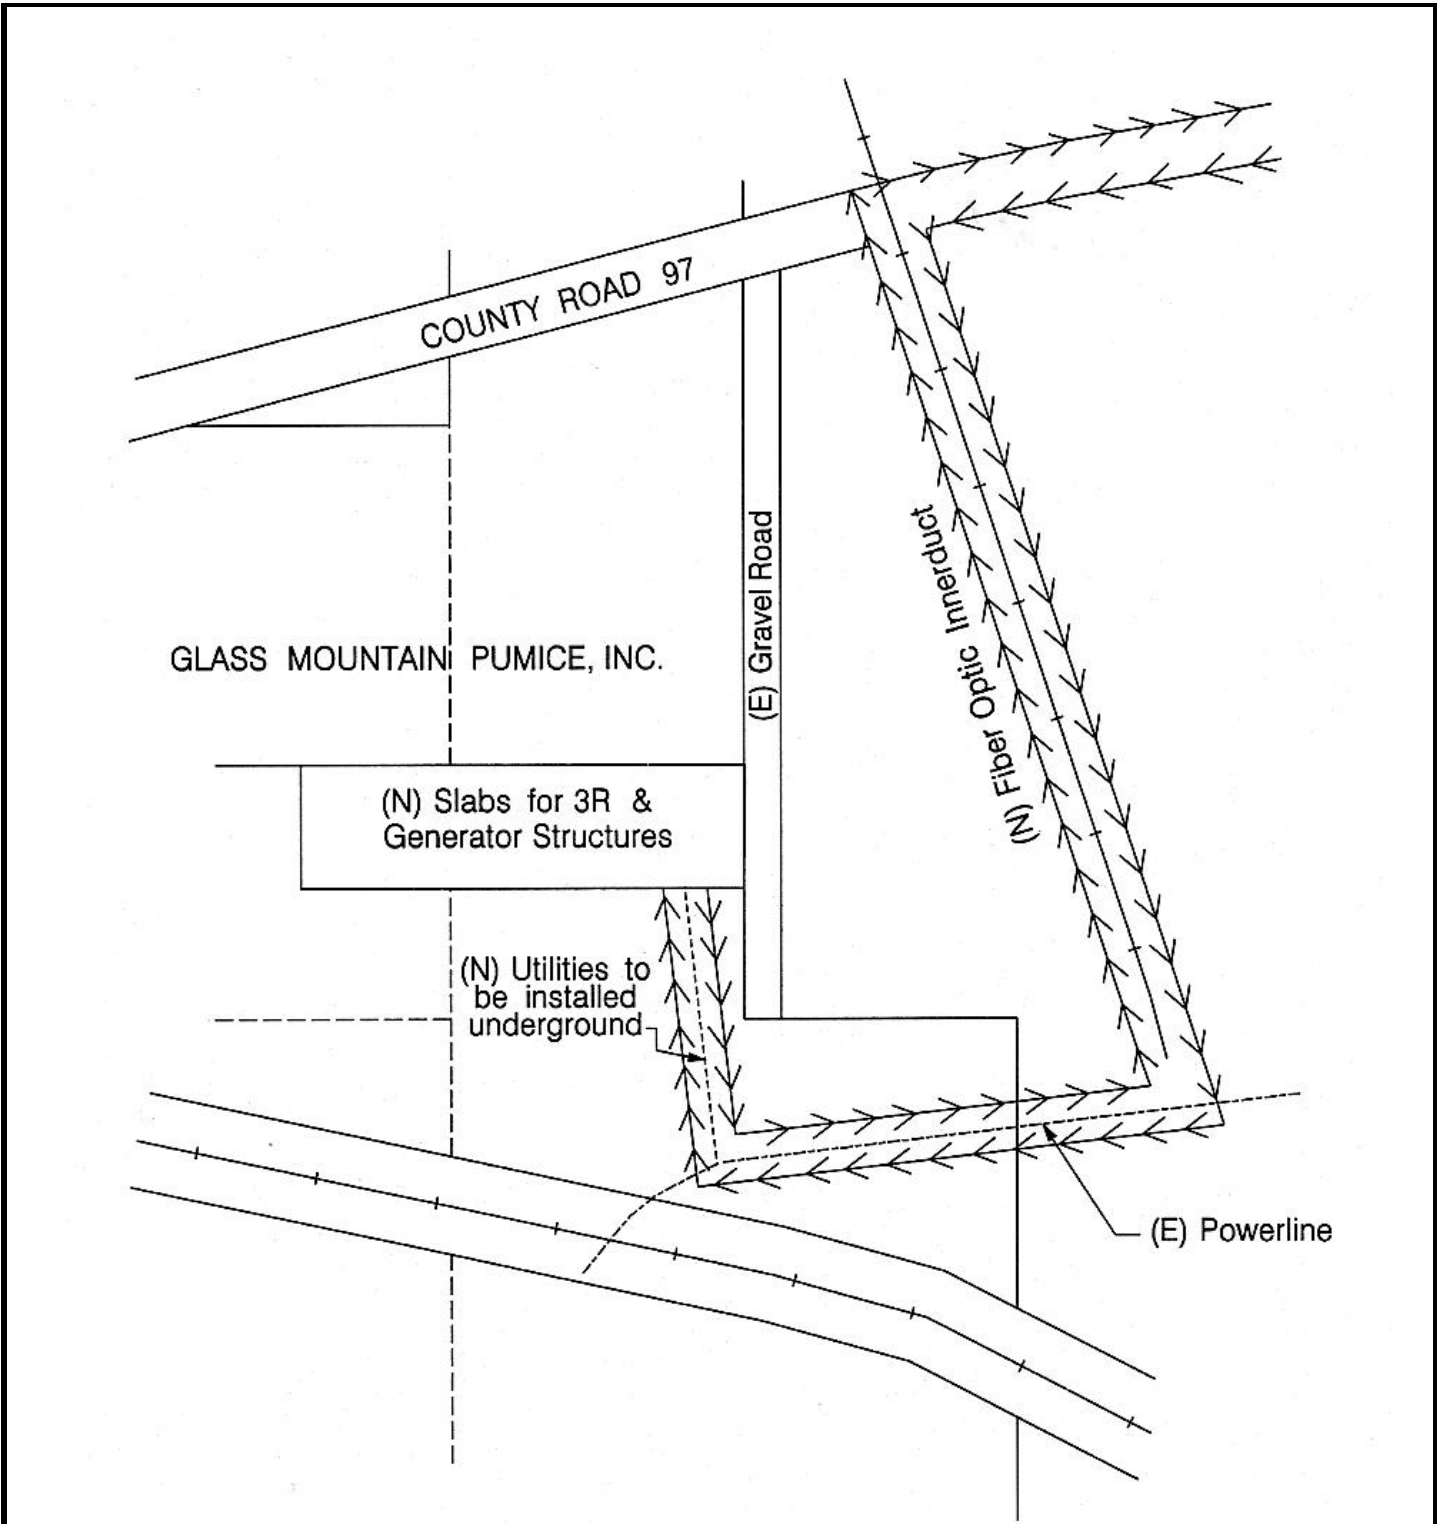 COUNTY ROAD 97
(N) Fiber Optic Innerduct
(E) Gravel Road
GLASS MOUNTAIN PUMICE, INC.
(N) Slabs for 3R &
Generator Structures
(N) Utilities to
be installed
underground
(E) Powerline